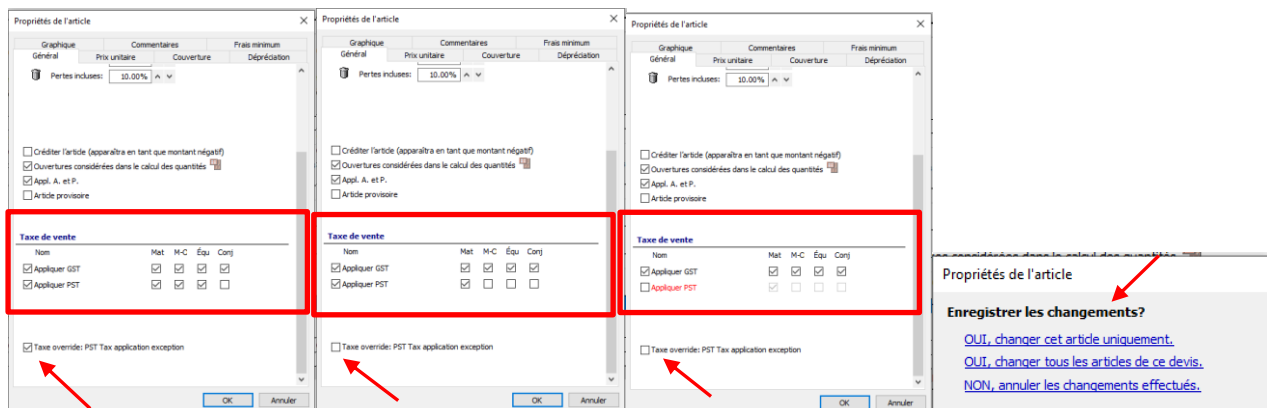 Propriétés de l'article
Graphique Commentaires Frais minimum
Général Prix unitaire Couverture Dépréciation
Pertes incluses: 10.00%
Créditer l'article (apparaîtra en tant que montant négatif)
Ouvertures considérées dans le calcul des quantités
Appl. A. et P.
Article provisoire
Taxe de vente
Nom Mat M-C Équ Conj
Appliquer GST
Appliquer PST
Taxe override: PST Tax application exception
OK Annuler
Propriétés de l'article
Graphique Commentaires Frais minimum
Général Prix unitaire Couverture Dépréciation
Pertes incluses: 10.00%
Créditer l'article (apparaîtra en tant que montant négatif)
Ouvertures considérées dans le calcul des quantités
Appl. A. et P.
Article provisoire
Taxe de vente
Nom Mat M-C Équ Conj
Appliquer GST
Appliquer PST
Taxe override: PST Tax application exception
OK Annuler
Propriétés de l'article
Graphique Commentaires Frais minimum
Général Prix unitaire Couverture Dépréciation
Pertes incluses: 10.00%
Créditer l'article (apparaîtra en tant que montant négatif)
Ouvertures considérées dans le calcul des quantités
Appl. A. et P.
Article provisoire
Taxe de vente
Nom Mat M-C Équ Conj
Appliquer GST
Appliquer PST
Taxe override: PST Tax application exception
OK Annuler
Propriétés de l'article
Enregistrer les changements?
OUI, changer cet article uniquement.
OUI, changer tous les articles de ce devis.
NON, annuler les changements effectués.